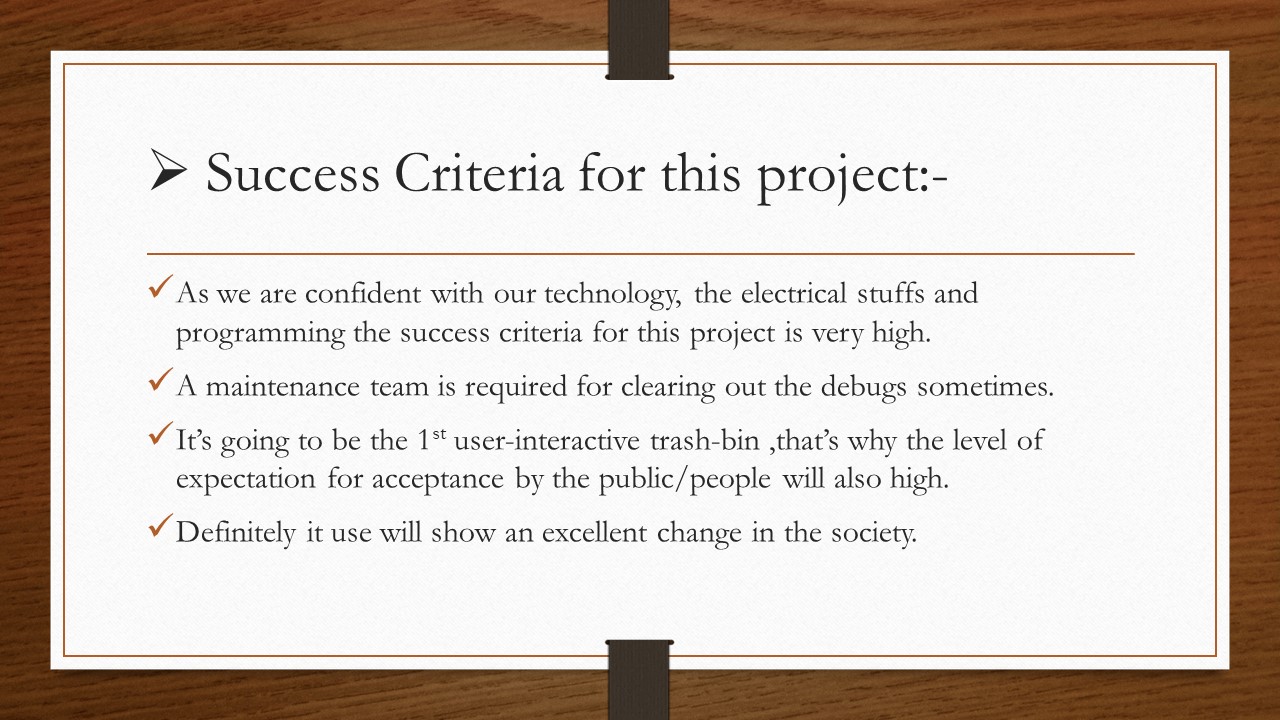 ➢ Success Criteria for this project:-
✓As we are confident with our technology, the electrical stuffs and
programming the success criteria for this project is very high.
✓A maintenance team is required for clearing out the debugs sometimes.
✓It’s going to be the 1st user-interactive trash-bin ,that’s why the level of
expectation for acceptance by the public/people will also high.
✓Definitely it use will show an excellent change in the society.